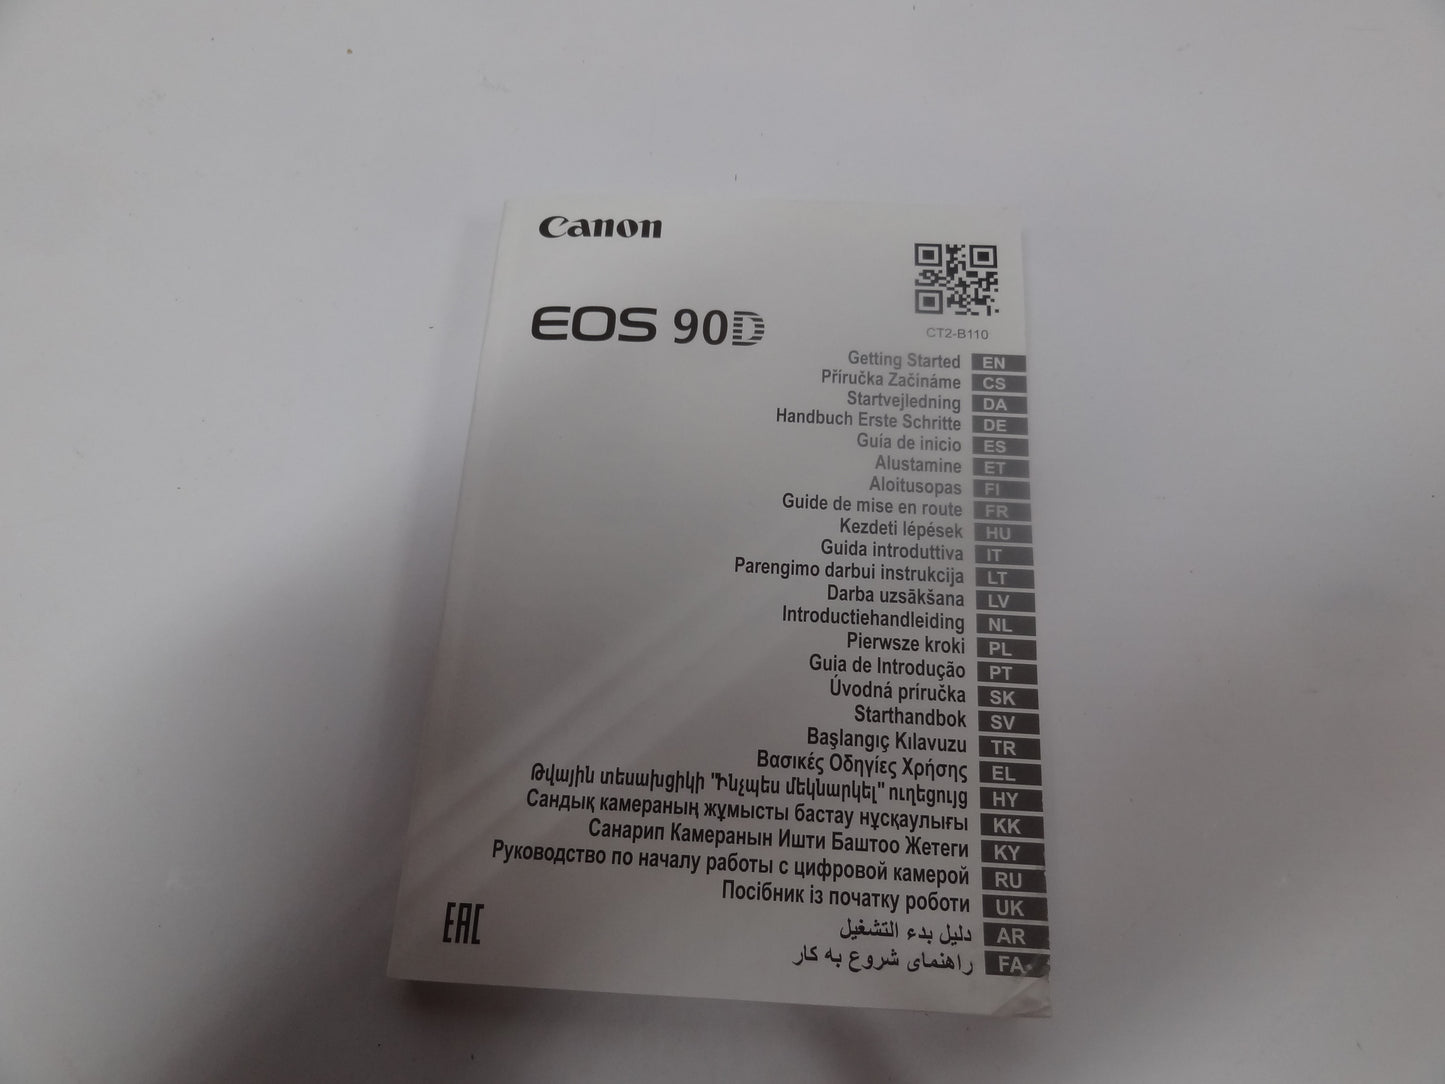 Canon
EOS 90D
CT2-B110
Getting Started EN
Příručka Začínáme CS
Startvejledning DA
Handbuch Erste Schritte DE
Guía de inicio ES
Alustamine ET
Aloitusopas FI
Guide de mise en route FR
Kezdeti lépések HU
Guida introduttiva IT
Parengimo darbui instrukcija LT
Darba uzsākšana LV
Introductiehandleiding NL
Pierwsze kroki PL
Guia de Introdução PT
Úvodná príručka SK
Starthandbok SV
Başlangıç Kılavuzu TR
Βασικές Οδηγίες Χρήσης EL
Թվային տեսախցիկի "Ինչպես մեկնարկել" ուղեցույց HY
Сандық камераның жұмысты бастау нұсқаулығы KK
Санарип Камеранын Ишти Баштоо Жетеги KY
Руководство по началу работы с цифровой камерой RU
Посібник із початку роботи UK
دليل بدء التشغيل AR
راهنمای شروع به کار FA
EAC